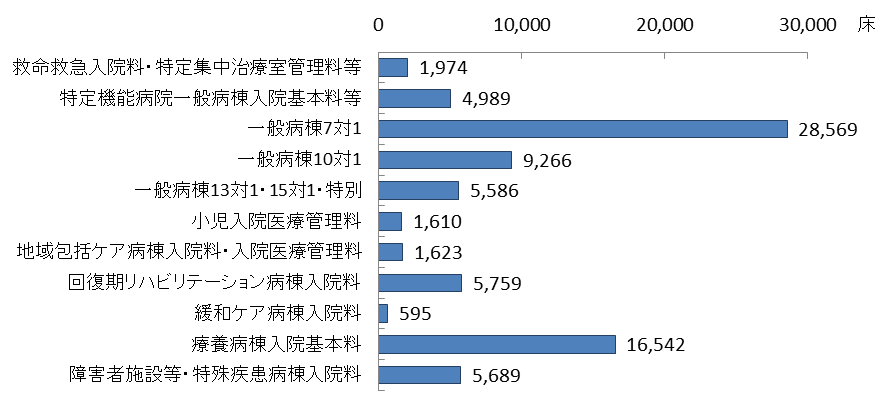 0 10,000 20,000 30,000 床
救命救急入院料・特定集中治療室管理料等 1,974
特定機能病院一般病棟入院基本料等 4,989
一般病棟7対1 28,569
一般病棟10対1 9,266
一般病棟13対1・15対1・特別 5,586
小児入院医療管理料 1,610
地域包括ケア病棟入院料・入院医療管理料 1,623
回復期リハビリテーション病棟入院料 5,759
緩和ケア病棟入院料 595
療養病棟入院基本料 16,542
障害者施設等・特殊疾患病棟入院料 5,689